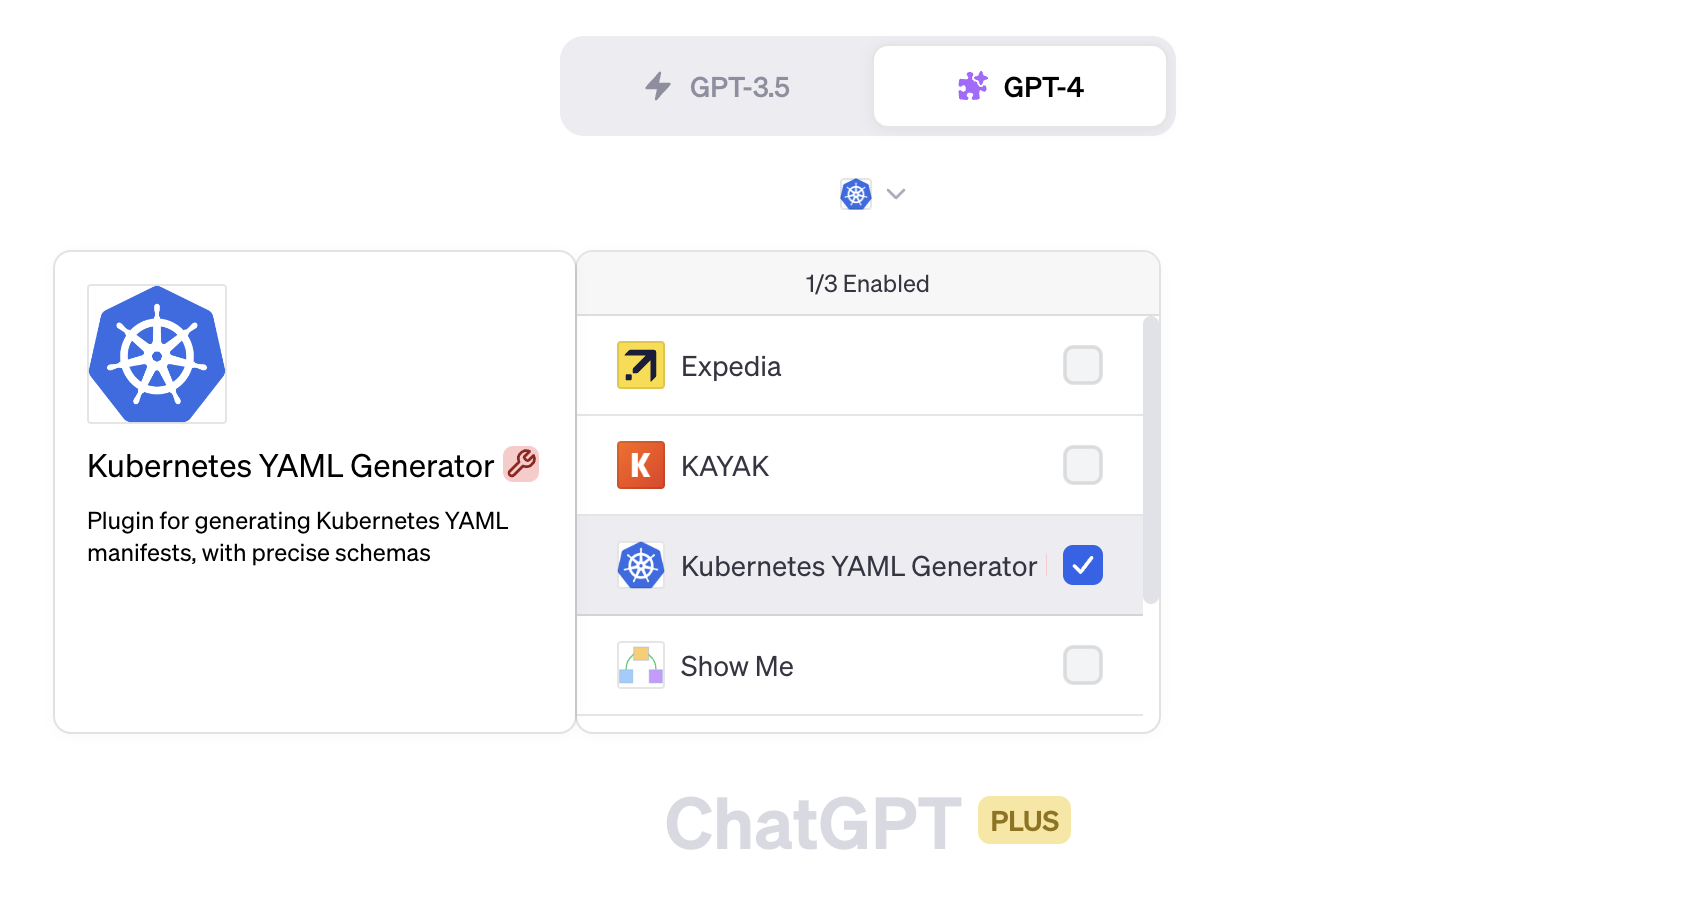 GPT-3.5
GPT-4
Kubernetes YAML Generator
Plugin for generating Kubernetes YAML
manifests, with precise schemas
1/3 Enabled
Expedia
K
KAYAK
Kubernetes YAML Generator
Show Me
ChatGPT PLUS